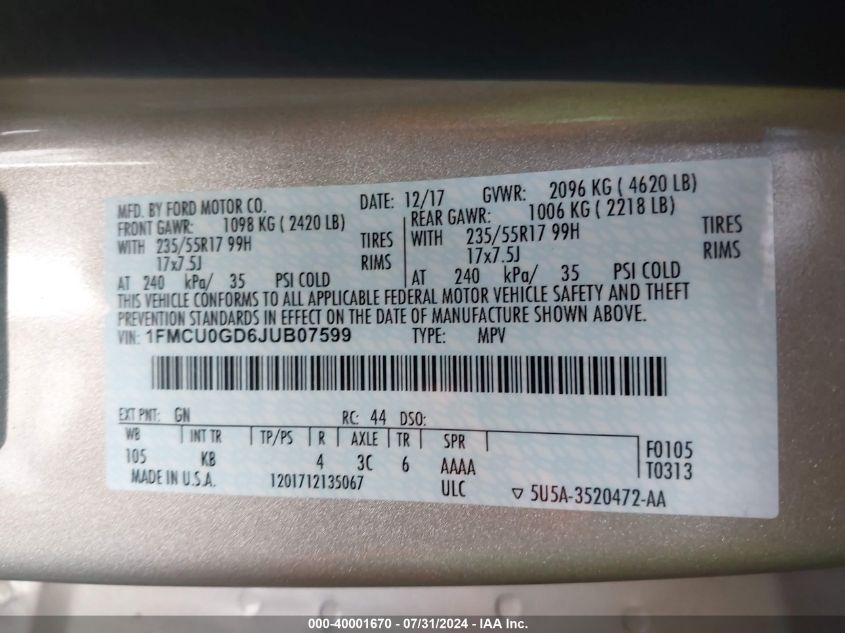 MFD. BY FORD MOTOR CO. DATE: 12/17 GVWR: 2096 KG ( 4620 LB)
FRONT GAWR: 1098 KG ( 2420 LB) REAR GAWR: 1006 KG ( 2218 LB)
WITH 235/55R17 99H TIRES WITH 235/55R17 99H TIRES
17x7.5J RIMS 17x7.5J RIMS
AT 240 kPa/ 35 PSI COLD AT 240 kPa/ 35 PSI COLD
THIS VEHICLE CONFORMS TO ALL APPLICABLE FEDERAL MOTOR VEHICLE SAFETY AND THEFT
PREVENTION STANDARDS IN EFFECT ON THE DATE OF MANUFACTURE SHOWN ABOVE.
VIN: 1FMCU0GD6JUB07599 TYPE: MPV
EXT PNT: GN RC: 44 DSO:
WB INT TR TP/PS R AXLE TR SPR F0105
105 KB 4 3C 6 AAAA T0313
MADE IN U.S.A. 1201712135067 ULC ▽ 5U5A-3520472-AA
000-40001670 - 07/31/2024 - IAA Inc.